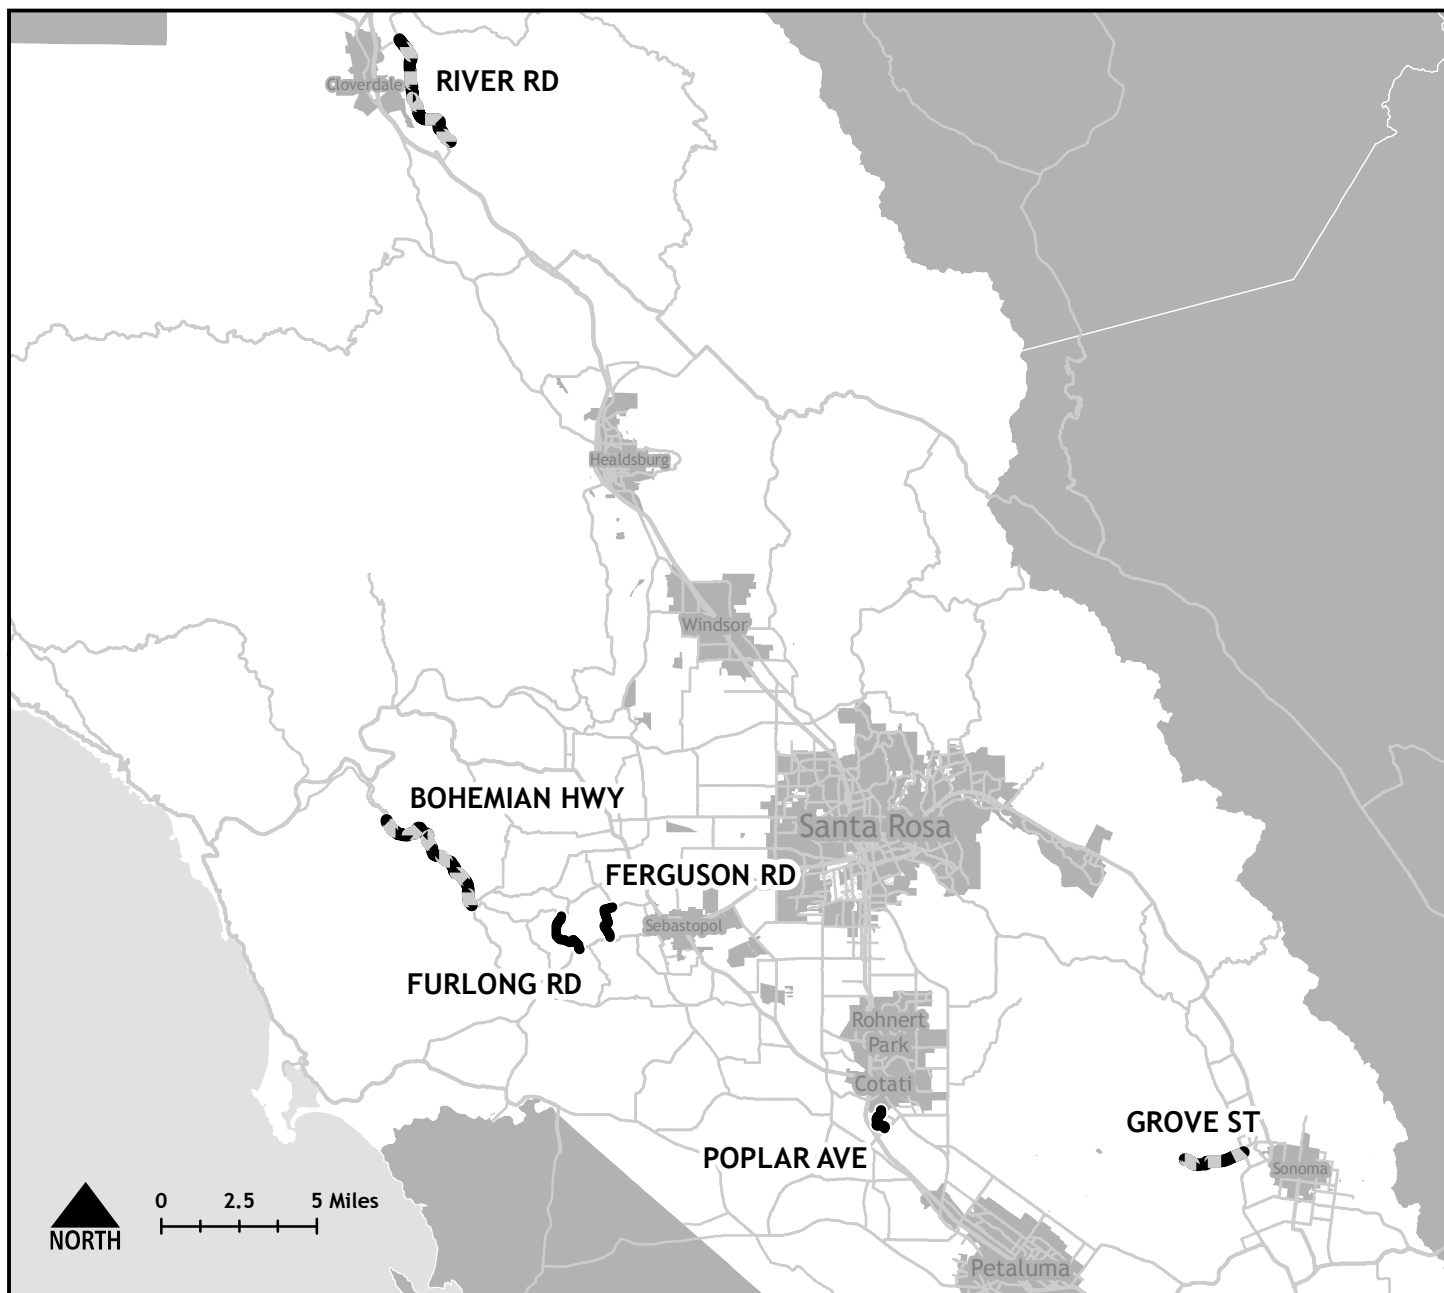 Cloverdale
RIVER RD
Healdsburg
Windsor
BOHEMIAN HWY
Santa Rosa
FERGUSON RD
Sebastopol
FURLONG RD
Rohnert
Park
Cotati
GROVE ST
POPLAR AVE
Sonoma
0 2.5 5 Miles
NORTH
Petaluma